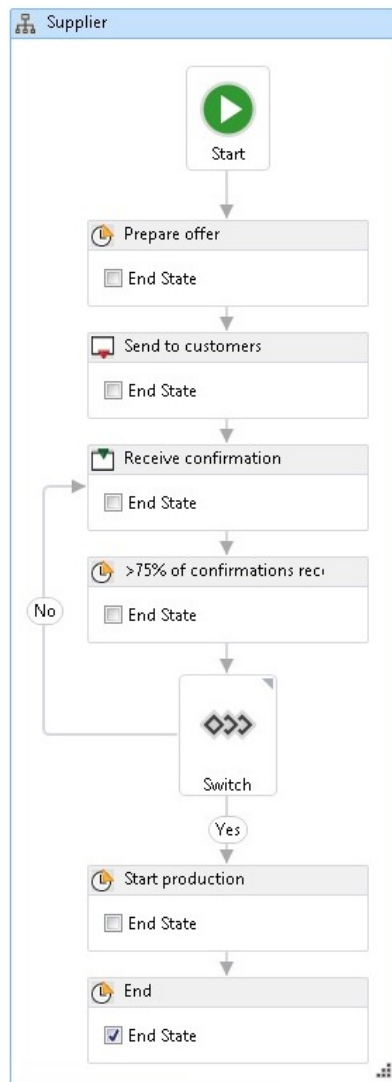 Supplier
Start
Prepare offer
End State
Send to customers
End State
Receive confirmation
End State
>75% of confirmations rec
End State
No
Switch
Yes
Start production
End State
End
End State